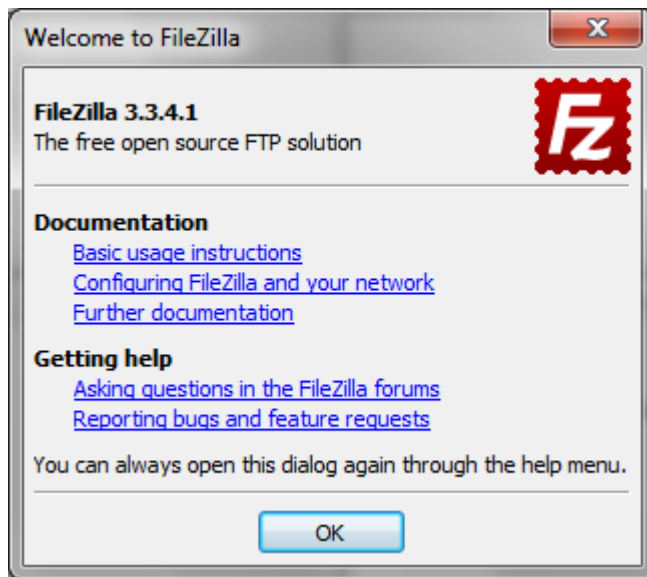 Welcome to FileZilla
FileZilla 3.3.4.1
The free open source FTP solution
Fz
Documentation
Basic usage instructions
Configuring FileZilla and your network
Further documentation
Getting help
Asking questions in the FileZilla forums
Reporting bugs and feature requests
You can always open this dialog again through the help menu.
OK